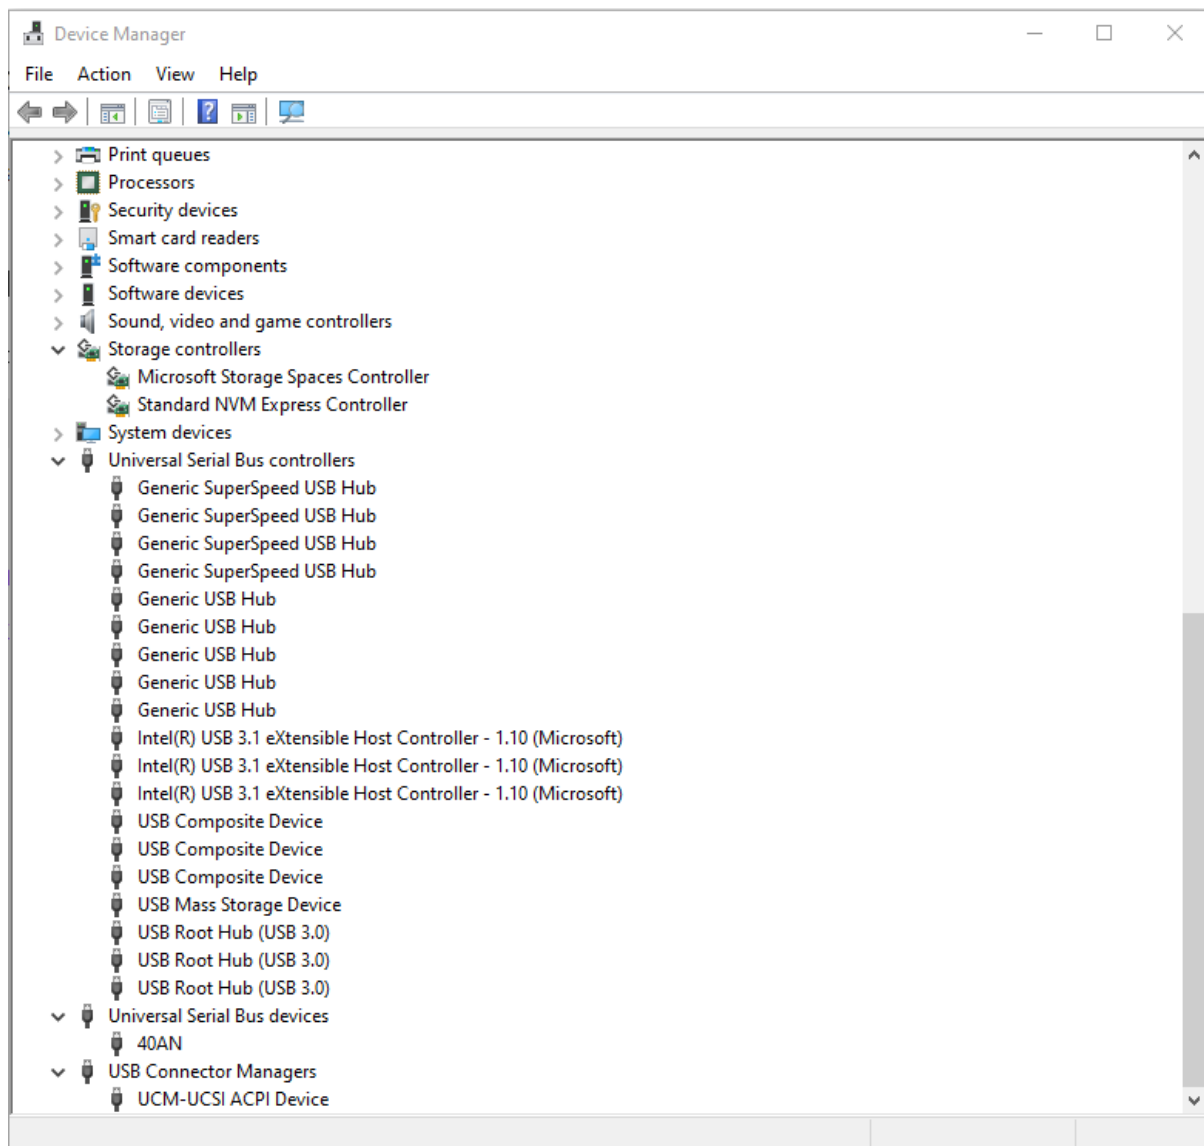 Device Manager
File Action View Help
Print queues
Processors
Security devices
Smart card readers
Software components
Software devices
Sound, video and game controllers
Storage controllers
Microsoft Storage Spaces Controller
Standard NVM Express Controller
System devices
Universal Serial Bus controllers
Generic SuperSpeed USB Hub
Generic SuperSpeed USB Hub
Generic SuperSpeed USB Hub
Generic SuperSpeed USB Hub
Generic USB Hub
Generic USB Hub
Generic USB Hub
Generic USB Hub
Generic USB Hub
Intel(R) USB 3.1 eXtensible Host Controller - 1.10 (Microsoft)
Intel(R) USB 3.1 eXtensible Host Controller - 1.10 (Microsoft)
Intel(R) USB 3.1 eXtensible Host Controller - 1.10 (Microsoft)
USB Composite Device
USB Composite Device
USB Composite Device
USB Mass Storage Device
USB Root Hub (USB 3.0)
USB Root Hub (USB 3.0)
USB Root Hub (USB 3.0)
Universal Serial Bus devices
40AN
USB Connector Managers
UCM-UCSI ACPI Device